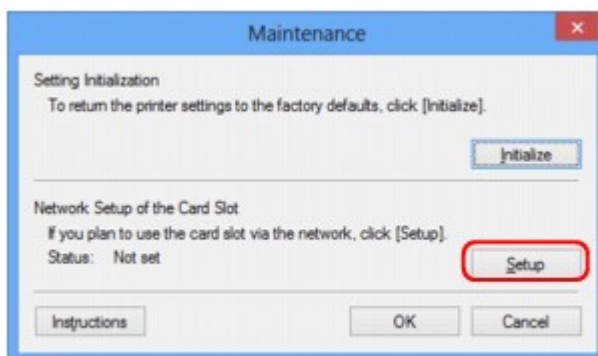 Maintenance
Setting Initialization
To return the printer settings to the factory defaults, click [Initialize].
Initialize
Network Setup of the Card Slot
If you plan to use the card slot via the network, click [Setup].
Status: Not set
Setup
Instructions OK Cancel